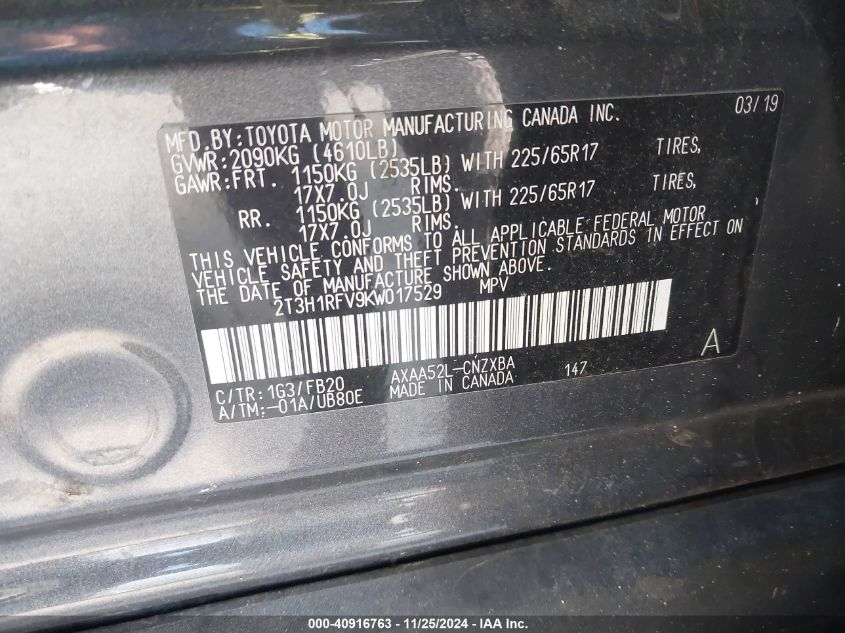 MFD.BY:TOYOTA MOTOR MANUFACTURING CANADA INC. 03/19
GVWR:2090KG (4610LB)
GAWR:FRT. 1150KG (2535LB) WITH 225/65R17 TIRES,
17X7.0J RIMS.
RR. 1150KG (2535LB) WITH 225/65R17 TIRES,
17X7.0J RIMS.
THIS VEHICLE CONFORMS TO ALL APPLICABLE FEDERAL MOTOR
VEHICLE SAFETY AND THEFT PREVENTION STANDARDS IN EFFECT ON
THE DATE OF MANUFACTURE SHOWN ABOVE.
2T3H1RFV9KW017529 MPV
A
C/TR: 1G3/FB20 AXAA52L-CNZXBA 147
A/TM:-01A/UB80E MADE IN CANADA
000-40916763 - 11/25/2024 - IAA Inc.